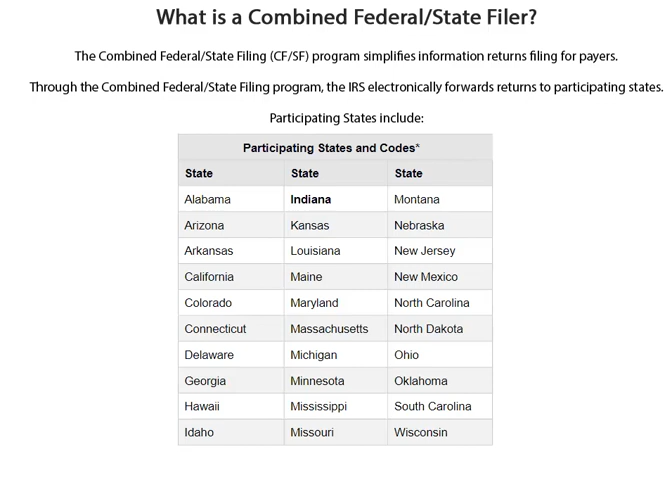 What is a Combined Federal/State Filer?
The Combined Federal/State Filing (CF/SF) program simplifies information returns filing for payers.
Through the Combined Federal/State Filing program, the IRS electronically forwards returns to participating states.
Participating States include:
Participating States and Codes*
State State State
Alabama Indiana Montana
Arizona Kansas Nebraska
Arkansas Louisiana New Jersey
California Maine New Mexico
Colorado Maryland North Carolina
Connecticut Massachusetts North Dakota
Delaware Michigan Ohio
Georgia Minnesota Oklahoma
Hawaii Mississippi South Carolina
Idaho Missouri Wisconsin